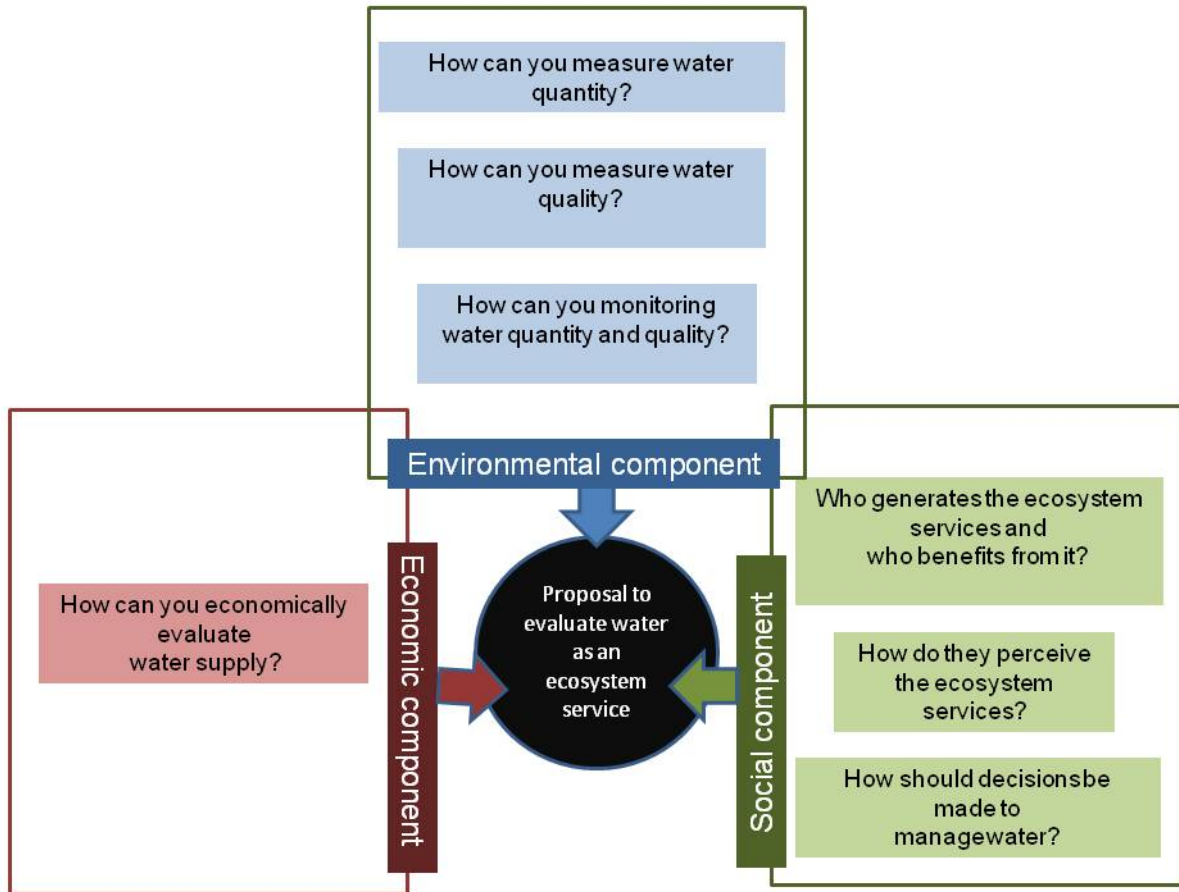 How can you measure water
quantity?
How can you measure water
quality?
How can you monitoring
water quantity and quality?
Environmental component
How can you economically
evaluate
water supply?
Economic component
Proposal to
evaluate water
as an
ecosystem
service
Social component
Who generates the ecosystem
services and
who benefits from it?
How do they perceive
the ecosystem
services?
How should decisionsbe
made to
managewater?